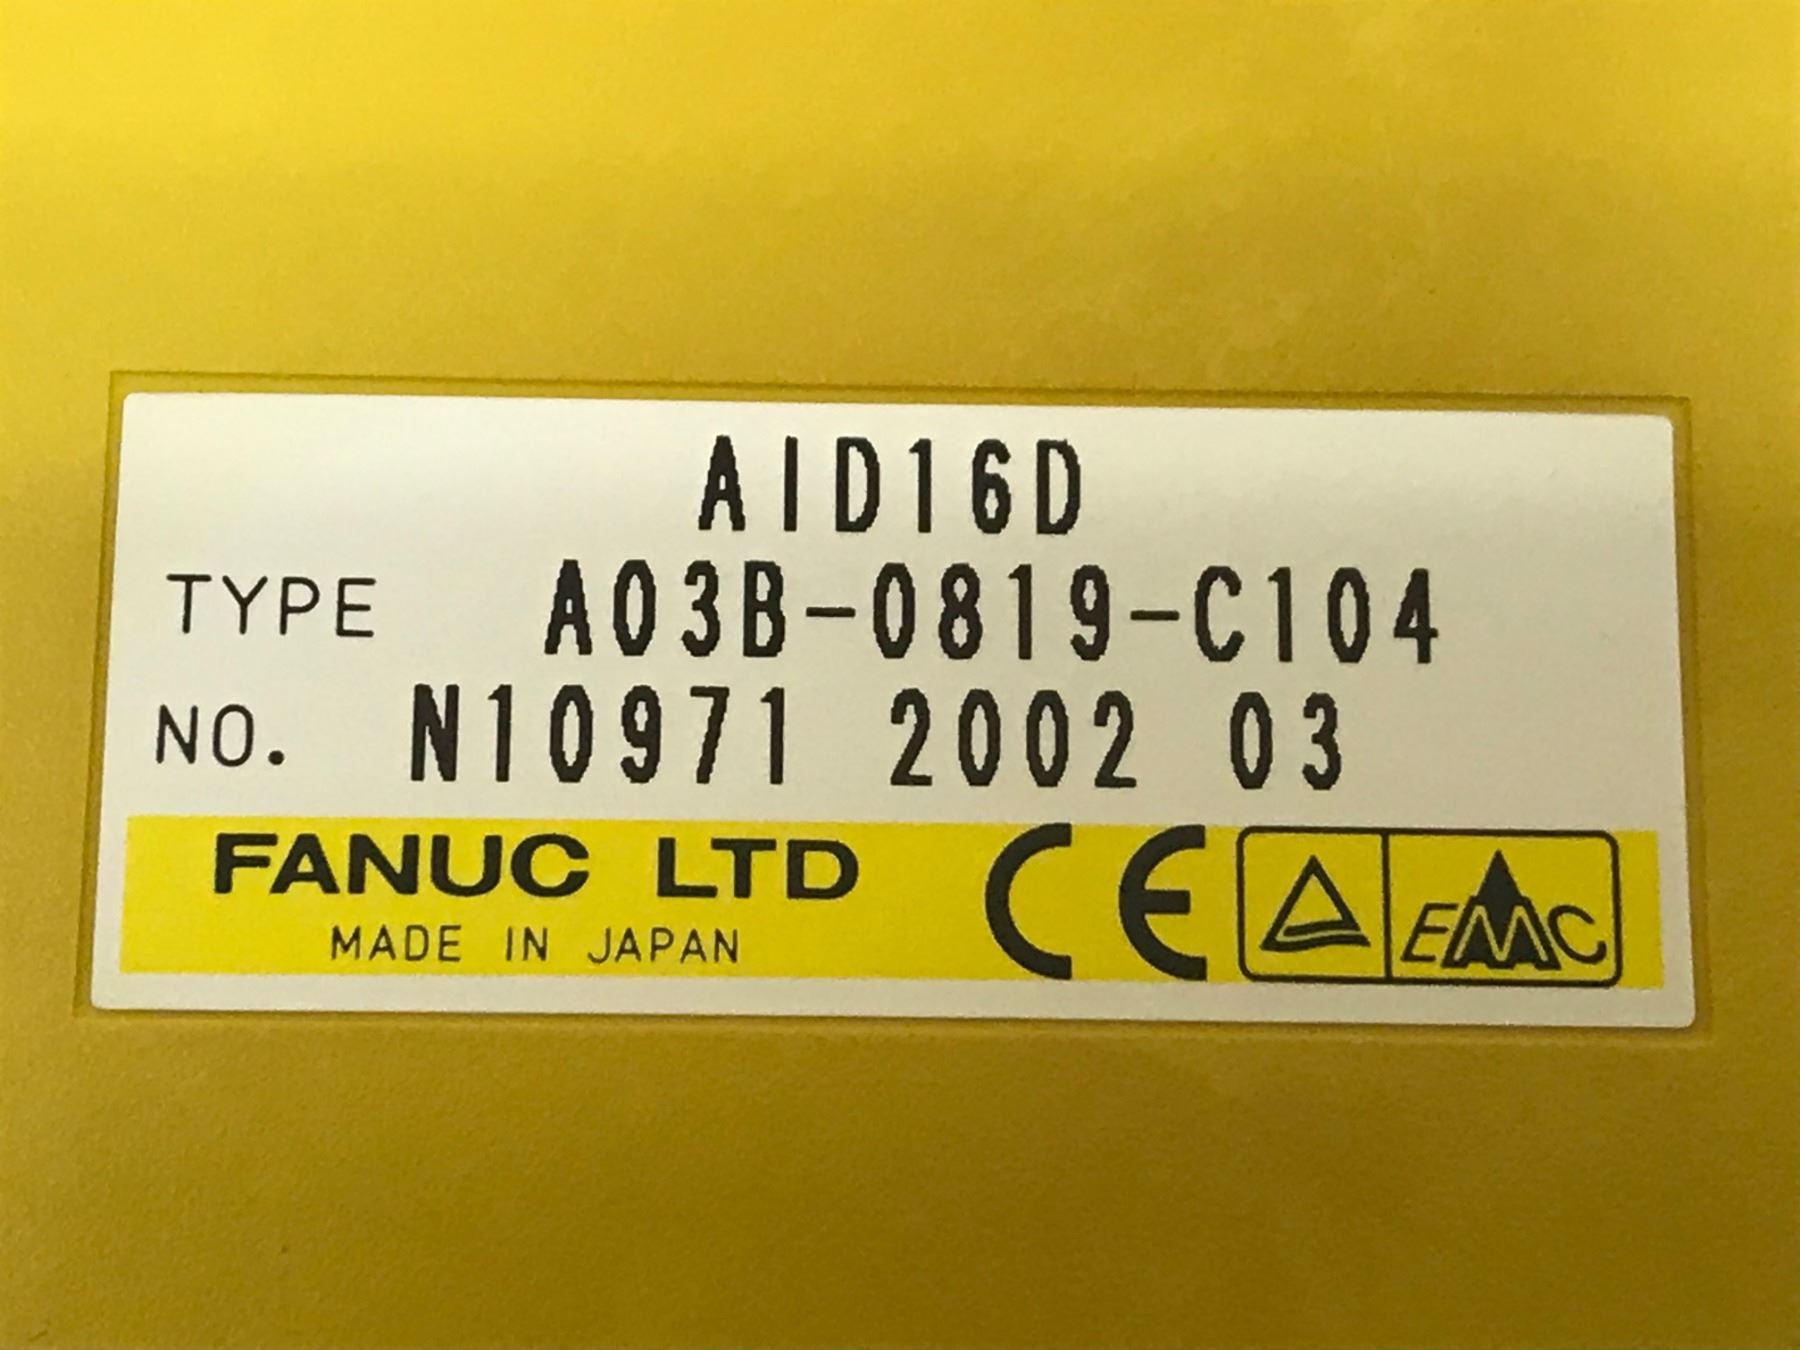 AID16D
TYPE A03B-0819-C104
NO. N10971 2002 03
FANUC LTD
MADE IN JAPAN
CE
EMC